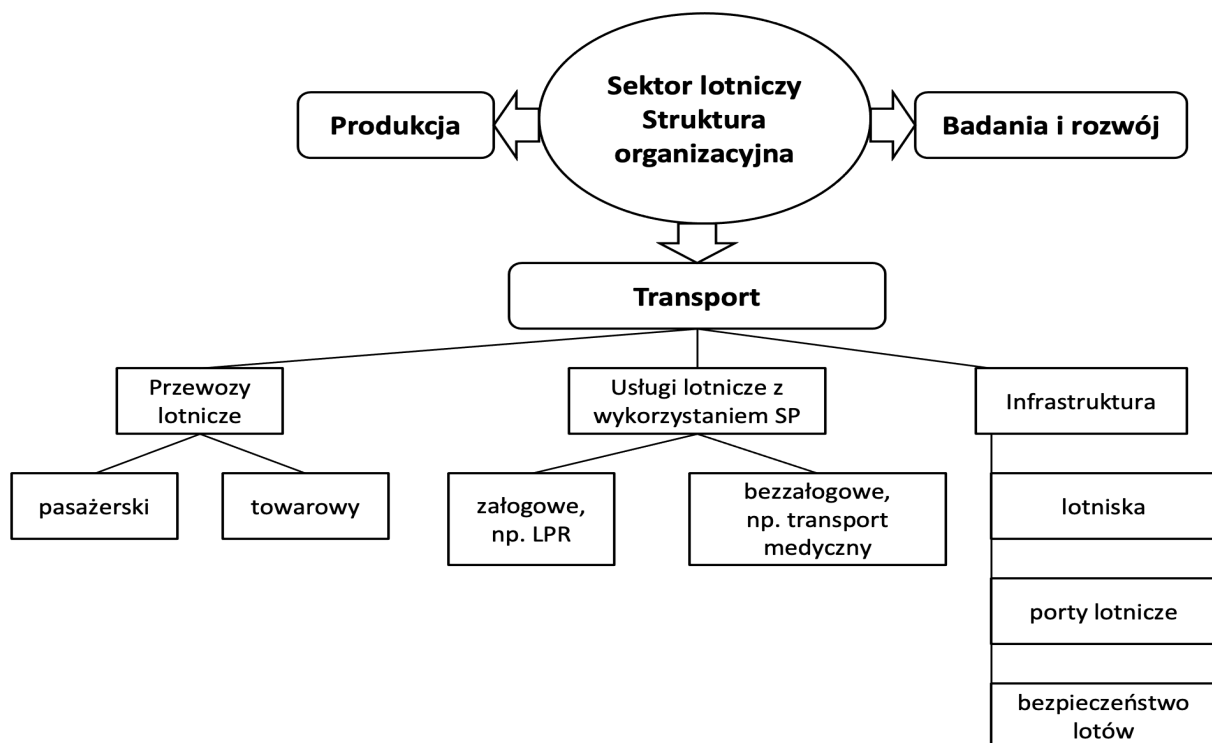 Sektor lotniczy
Struktura
organizacyjna
Produkcja
Badania i rozwój
Transport
Przewozy
lotnicze
Usługi lotnicze z
wykorzystaniem SP
Infrastruktura
pasażerski
towarowy
załogowe,
np. LPR
bezzałogowe,
np. transport
medyczny
lotniska
porty lotnicze
bezpieczeństwo
lotów